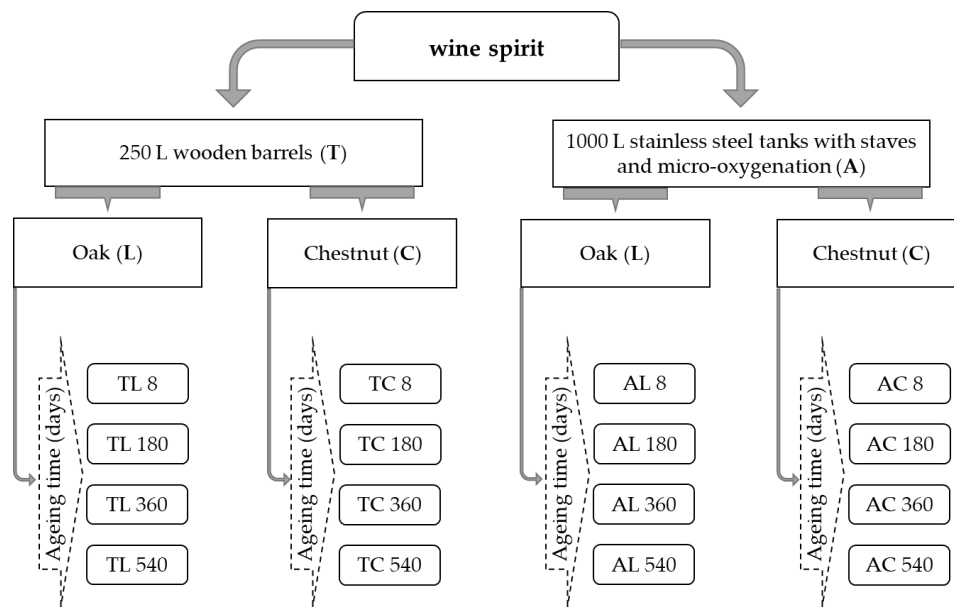 wine spirit
250 L wooden barrels (T)
1000 L stainless steel tanks with staves
and micro-oxygenation (A)
Oak (L)
Chestnut (C)
Oak (L)
Chestnut (C)
Ageing time (days)
TL 8
TL 180
TL 360
TL 540
Ageing time (days)
TC 8
TC 180
TC 360
TC 540
Ageing time (days)
AL 8
AL 180
AL 360
AL 540
Ageing time (days)
AC 8
AC 180
AC 360
AC 540